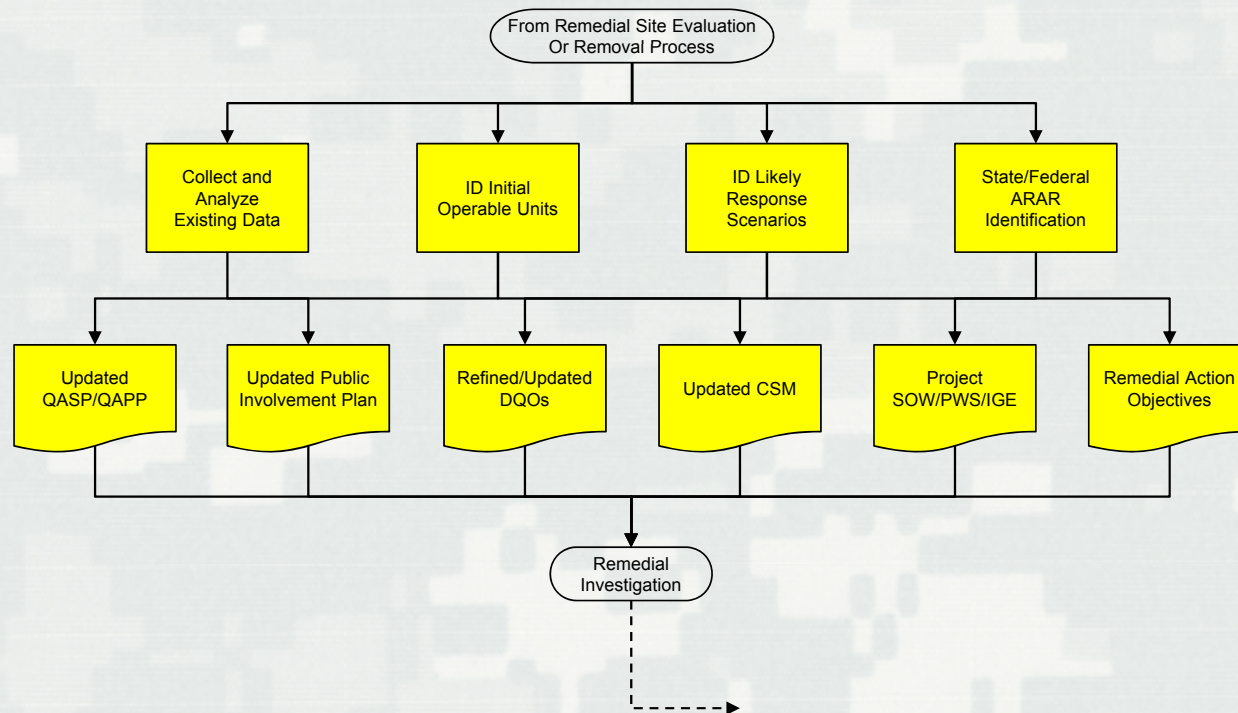 From Remedial Site Evaluation
Or Removal Process
Collect and
Analyze
Existing Data
ID Initial
Operable Units
ID Likely
Response
Scenarios
State/Federal
ARAR
Identification
Updated
QASP/QAPP
Updated Public
Involvement Plan
Refined/Updated
DQOs
Updated CSM
Project
SOW/PWS/IGE
Remedial Action
Objectives
Remedial
Investigation